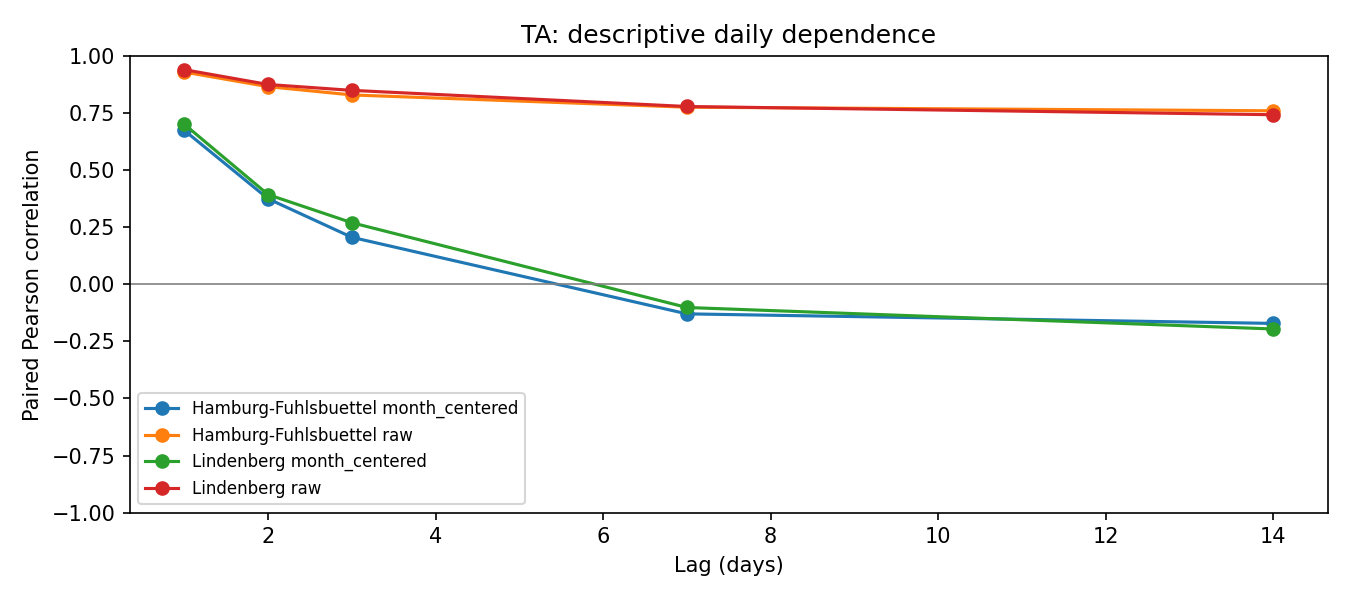 TA: descriptive daily dependence
Paired Pearson correlation
1.00
0.75
0.50
0.25
0.00
−0.25
−0.50
−0.75
−1.00
Hamburg-Fuhlsbuettel month_centered
Hamburg-Fuhlsbuettel raw
Lindenberg month_centered
Lindenberg raw
2 4 6 8 10 12 14
Lag (days)